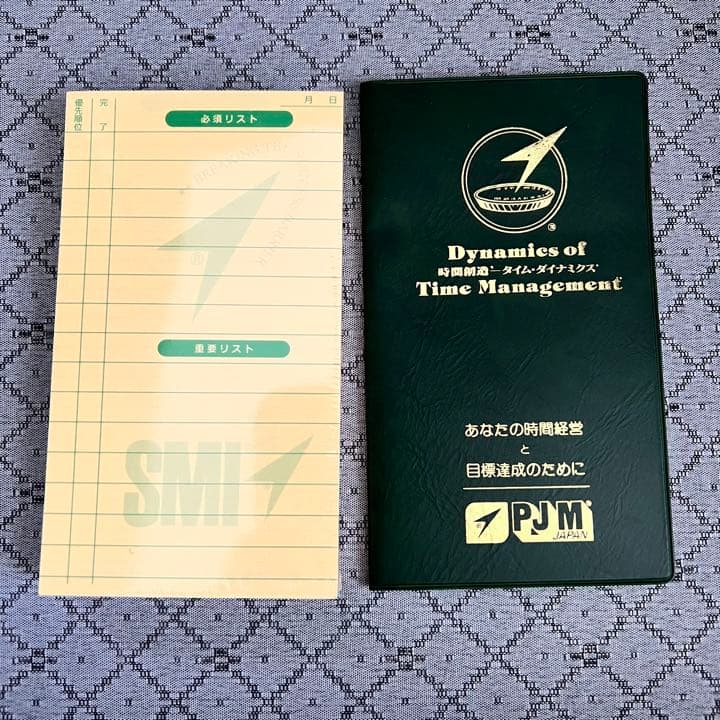 月 日
優先順位
完了
必須リスト
®
重要リスト
SMI
®
Dynamics of
時間創造－タイム・ダイナミクス®
Time Management
あなたの時間経営
と
目標達成のために
PJM®
JAPAN